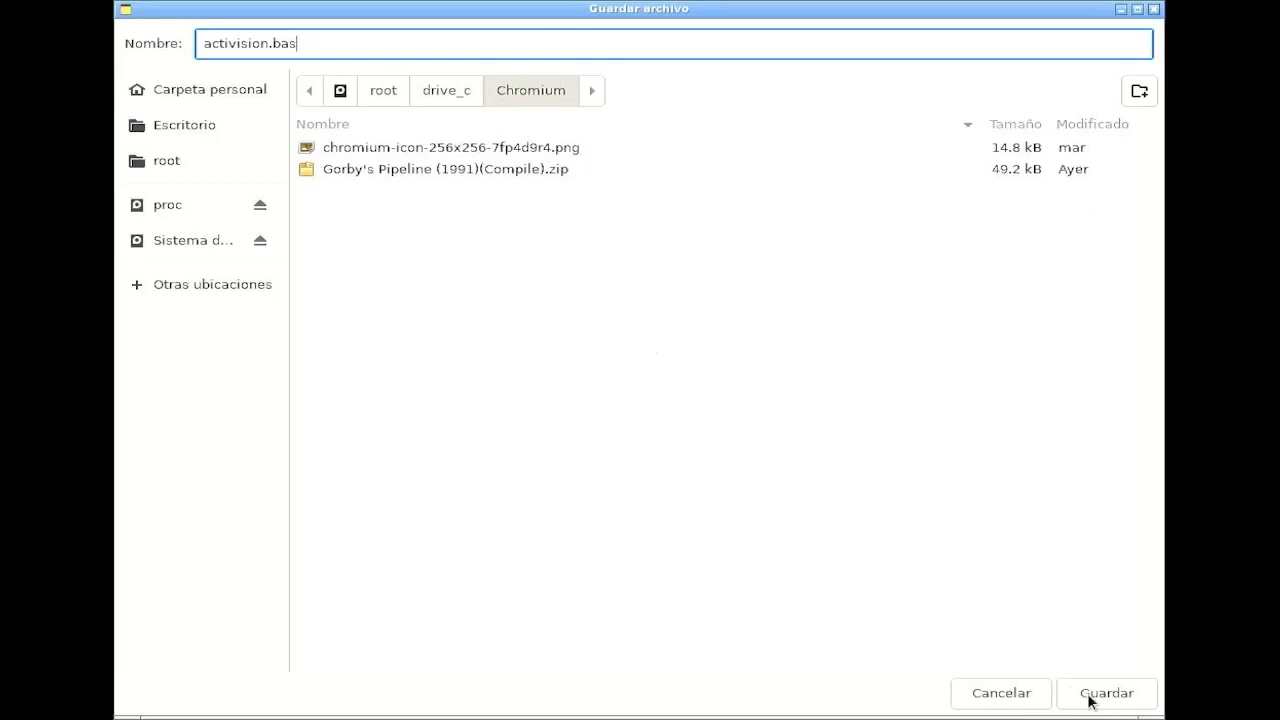 Guardar archivo
Nombre: activision.bas
Carpeta personal
Escritorio
root
proc
Sistema d...
Otras ubicaciones
root drive_c Chromium
Nombre Tamaño Modificado
chromium-icon-256x256-7fp4d9r4.png 14.8 kB mar
Gorby's Pipeline (1991)(Compile).zip 49.2 kB Ayer
Cancelar Guardar